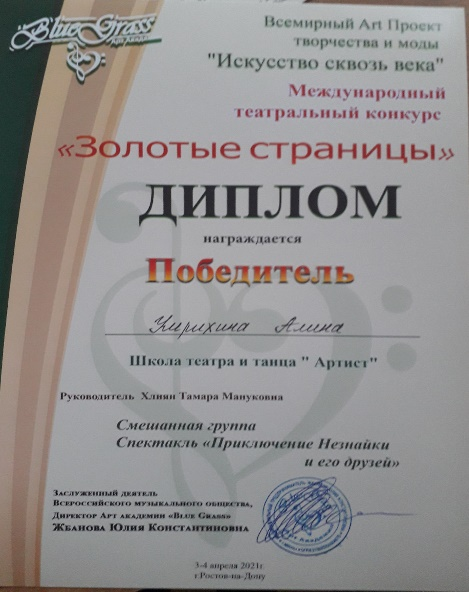 Blue Grass
Всемирный Art Проект
творчества и моды
"Искусство сквозь века"
Международный
театральный конкурс
«Золотые страницы»
ДИПЛОМ
награждается
Победитель
Кирихина Алина
Школа театра и танца " Артист"
Руководитель Хлиян Тамара Мануковна
Смешанная группа
Спектакль «Приключение Незнайки
и его друзей»
Заслуженный деятель
Всероссийского музыкального общества,
Директор Арт академии «Blue Grass»
Жбанова Юлия Константиновна
3-4 апреля 2021г
г.Ростов-на-Дону